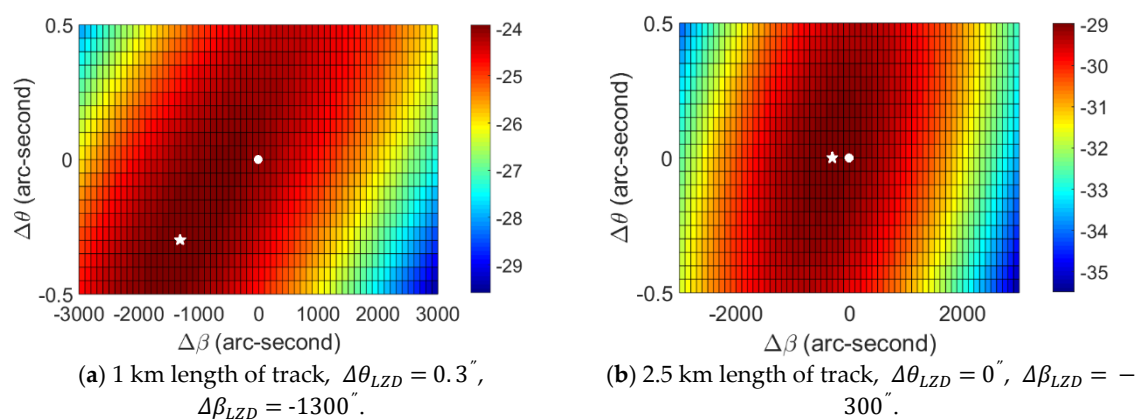 0.5
0
-0.5
Δθ (arc-second)
-3000 -2000 -1000 0 1000 2000 3000
Δβ (arc-second)
-24
-25
-26
-27
-28
-29
0.5
0
-0.5
Δθ (arc-second)
-2000 0 2000
Δβ (arc-second)
-29
-30
-31
-32
-33
-34
-35
(a) 1 km length of track, Δθ_LZD = 0.3″,
Δβ_LZD = -1300″.
(b) 2.5 km length of track, Δθ_LZD = 0″, Δβ_LZD = −
300″.